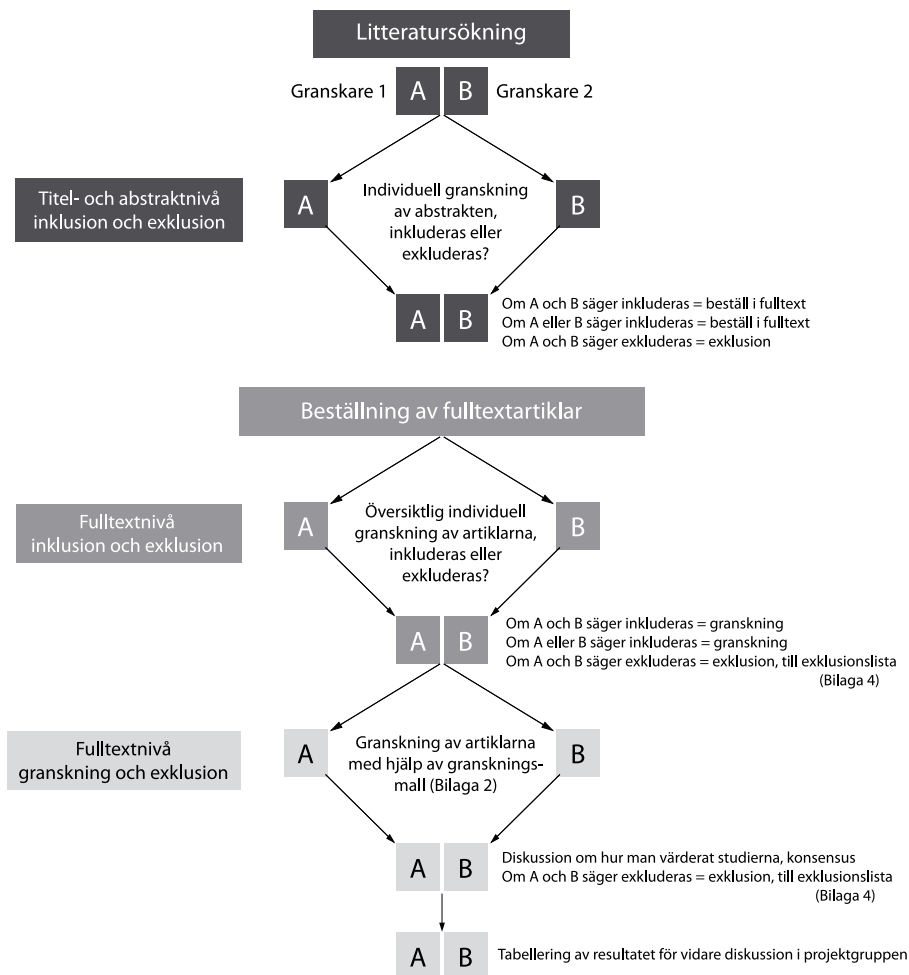 Litteratursökning
Granskare 1 A B Granskare 2
Titel- och abstraktnivå
inklusion och exklusion
A
Individuell granskning
av abstrakten,
inkluderas eller
exkluderas?
B
A B
Om A och B säger inkluderas = beställ i fulltext
Om A eller B säger inkluderas = beställ i fulltext
Om A och B säger exkluderas = exklusion
Beställning av fulltextartiklar
Fulltextnivå
inklusion och exklusion
A
Översiktlig individuell
granskning av artiklarna,
inkluderas eller
exkluderas?
B
A B
Om A och B säger inkluderas = granskning
Om A eller B säger inkluderas = granskning
Om A och B säger exkluderas = exklusion, till exklusionslista
(Bilaga 4)
Fulltextnivå
granskning och exklusion
A
Granskning av artiklarna
med hjälp av gransknings-
mall (Bilaga 2)
B
A B
Diskussion om hur man värderat studierna, konsensus
Om A och B säger exkluderas = exklusion, till exklusionslista
(Bilaga 4)
A B
Tabellering av resultatet för vidare diskussion i projektgruppen